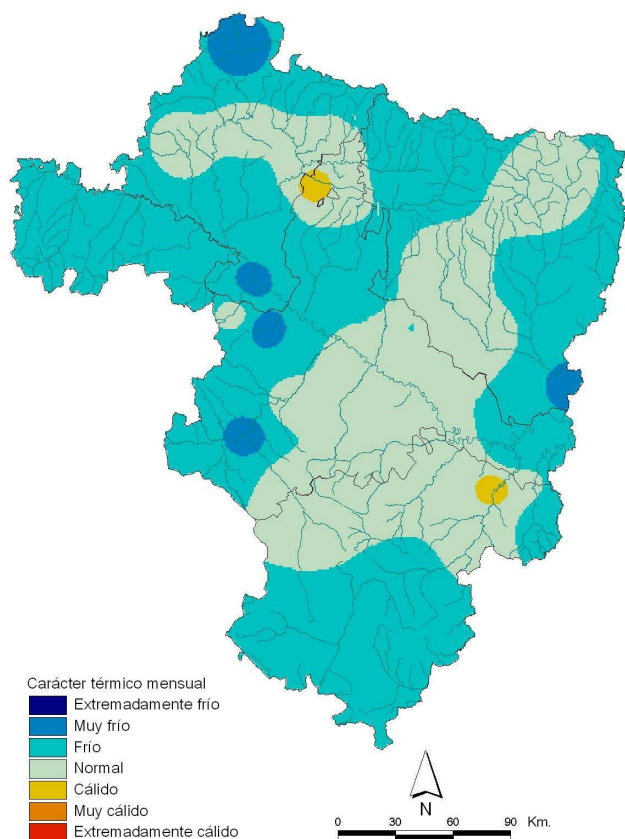 Carácter térmico mensual
Extremadamente frío
Muy frío
Frío
Normal
Cálido
Muy cálido
Extremadamente cálido
N
0 30 60 90 Km.